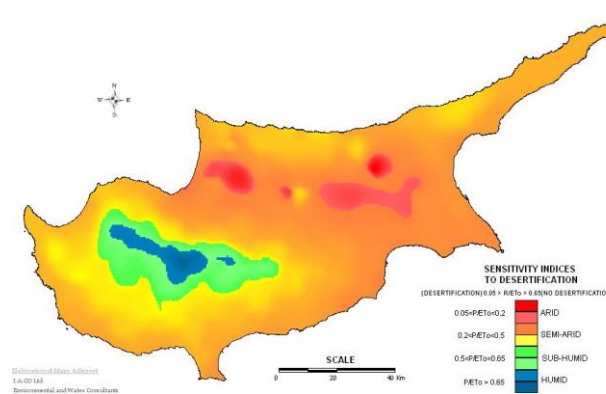 N
W E
S
SENSITIVITY INDICES
TO DESERTIFICATION
(DESERTIFICATION) 0.05 > P/ETo > 0.65(NO DESERTIFICATION
0.05<P/ETo<0.2 ARID
0.2<P/ETo<0.5 SEMI-ARID
0.5<P/ETo<0.65 SUB-HUMID
P/ETo > 0.65 HUMID
SCALE
0 20 40 Km
I.A.CO Ltd
Environmental and Water Consultants